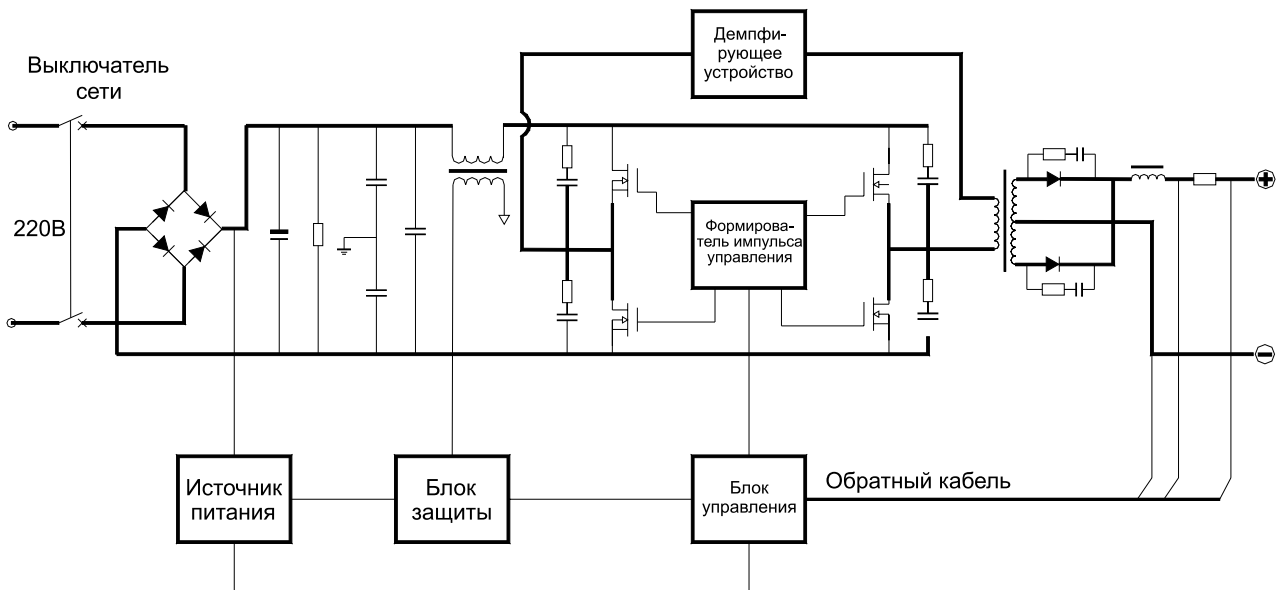 Демпфи-
рующее
устройство
Выключатель
сети
220В
Формирова-
тель импульса
управления
Источник
питания
Блок
защиты
Блок
управления
Обратный кабель